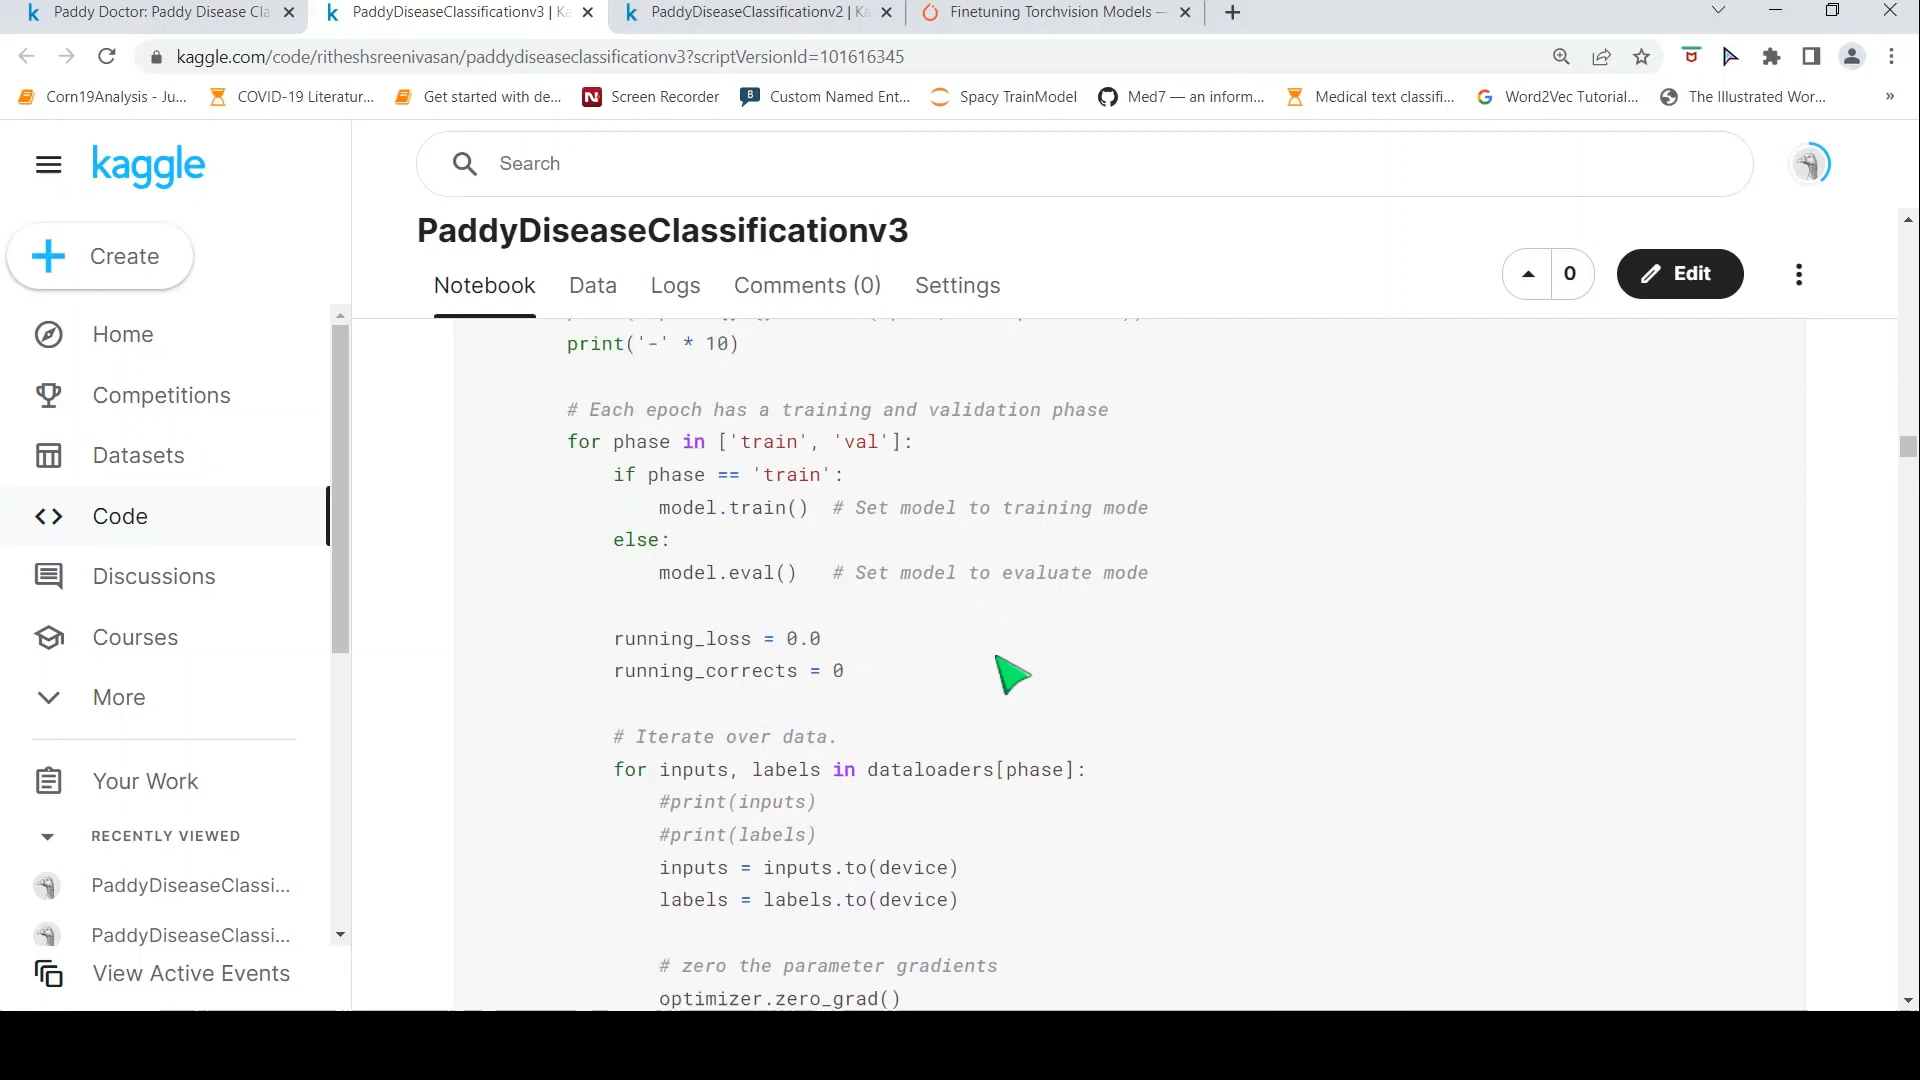 Paddy Doctor: Paddy Disease Cla
PaddyDiseaseClassificationv3 | Ka
PaddyDiseaseClassificationv2 | Ka
Finetuning Torchvision Models —
kaggle.com/code/ritheshsreenivasan/paddydiseaseclassificationv3?scriptVersionId=101616345
Corn19Analysis - Ju...
COVID-19 Literatur...
Get started with de...
Screen Recorder
Custom Named Ent...
Spacy TrainModel
Med7 — an inform...
Medical text classifi...
Word2Vec Tutorial...
The Illustrated Wor...
»
kaggle
Search
Create
PaddyDiseaseClassificationv3
Notebook
Data
Logs
Comments (0)
Settings
0
Edit
Home
Competitions
Datasets
Code
Discussions
Courses
More
Your Work
RECENTLY VIEWED
PaddyDiseaseClassi...
PaddyDiseaseClassi...
View Active Events
print('-' * 10)
# Each epoch has a training and validation phase
for phase in ['train', 'val']:
if phase == 'train':
model.train()  # Set model to training mode
else:
model.eval()   # Set model to evaluate mode
running_loss = 0.0
running_corrects = 0
# Iterate over data.
for inputs, labels in dataloaders[phase]:
#print(inputs)
#print(labels)
inputs = inputs.to(device)
labels = labels.to(device)
# zero the parameter gradients
optimizer.zero_grad()